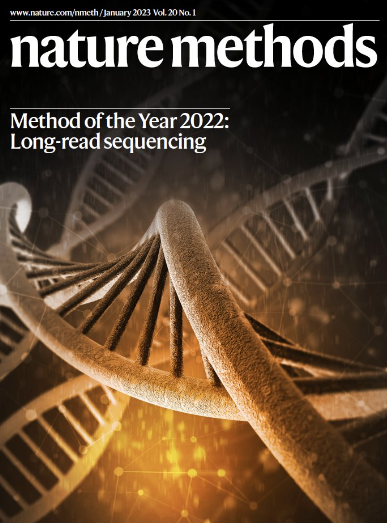 www.nature.com/nmeth / January 2023 Vol. 20 No. 1
nature methods
Method of the Year 2022:
Long-read sequencing